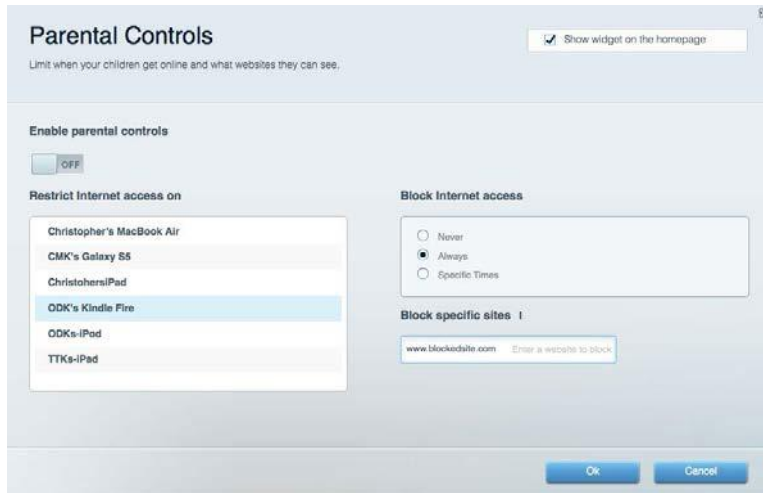 Parental Controls
Show widget on the homepage
Limit when your children get online and what websites they can see.
Enable parental controls
OFF
Restrict Internet access on
Block Internet access
Christopher's MacBook Air
CMK's Galaxy S5
ChristohersiPad
ODK's Kindle Fire
ODKs-iPod
TTKs-iPad
Never
Always
Specific Times
Block specific sites
www.blockedsite.com Enter a website to block
Ok
Cancel